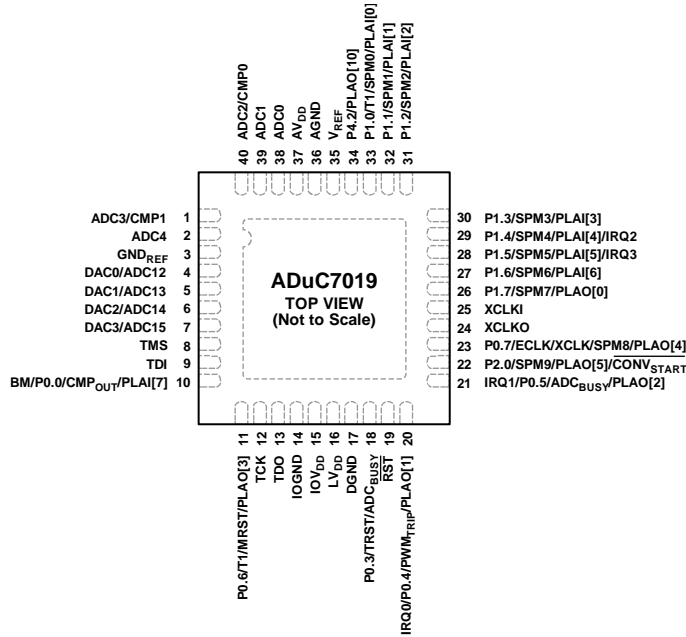 40 ADC2/CMP0
39 ADC1
38 ADC0
37 AVDD
36 AGND
35 VREF
34 P4.2/PLAO[10]
33 P1.0/T1/SPM0/PLAI[0]
32 P1.1/SPM1/PLAI[1]
31 P1.2/SPM2/PLAI[2]
ADC3/CMP1 1
ADC4 2
GNDREF 3
DAC0/ADC12 4
DAC1/ADC13 5
DAC2/ADC14 6
DAC3/ADC15 7
TMS 8
TDI 9
BM/P0.0/CMPOUT/PLAI[7] 10
ADuC7019
TOP VIEW
(Not to Scale)
30 P1.3/SPM3/PLAI[3]
29 P1.4/SPM4/PLAI[4]/IRQ2
28 P1.5/SPM5/PLAI[5]/IRQ3
27 P1.6/SPM6/PLAI[6]
26 P1.7/SPM7/PLAO[0]
25 XCLKI
24 XCLKO
23 P0.7/ECLK/XCLK/SPM8/PLAO[4]
22 P2.0/SPM9/PLAO[5]/CONVSTART
21 IRQ1/P0.5/ADCBUSY/PLAO[2]
P0.6/T1/MRST/PLAO[3] 11
TCK 12
TDO 13
IOGND 14
IOVDD 15
LVDD 16
DGND 17
P0.3/TRST/ADCBUSY 18
RST 19
IRQ0/P0.4/PWMTRIP/PLAO[1] 20